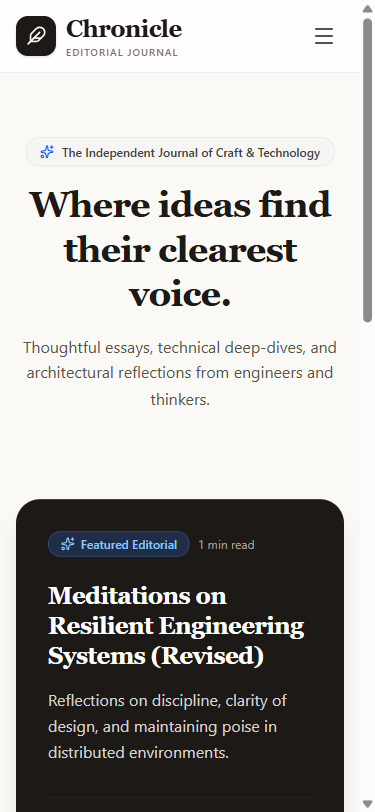 Chronicle
EDITORIAL JOURNAL
The Independent Journal of Craft & Technology
Where ideas find
their clearest
voice.
Thoughtful essays, technical deep-dives, and
architectural reflections from engineers and
thinkers.
Featured Editorial 1 min read
Meditations on
Resilient Engineering
Systems (Revised)
Reflections on discipline, clarity of
design, and maintaining poise in
distributed environments.